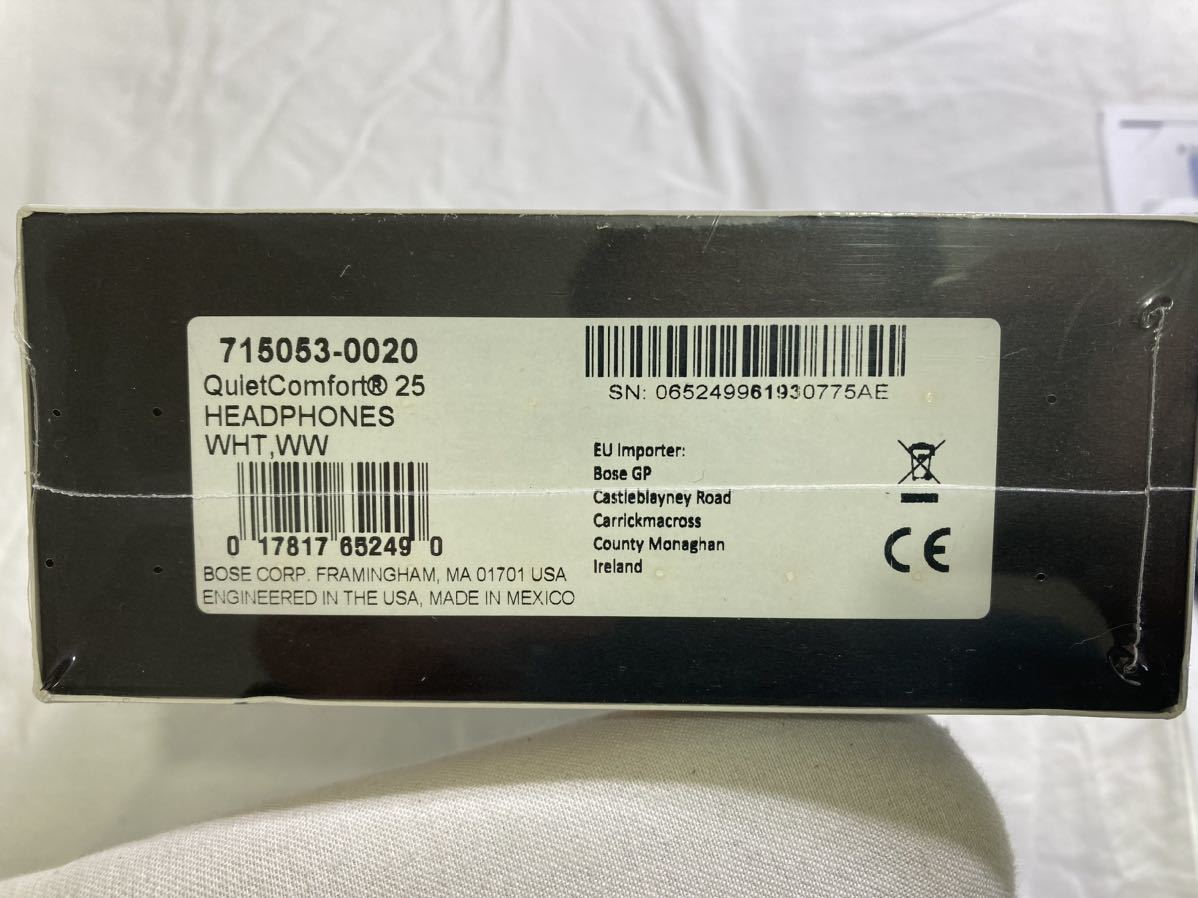 715053-0020
QuietComfort® 25
HEADPHONES
WHT,WW
0 17817 65249 0
BOSE CORP. FRAMINGHAM, MA 01701 USA
ENGINEERED IN THE USA, MADE IN MEXICO
SN: 065249961930775AE
EU Importer:
Bose GP
Castleblayney Road
Carrickmacross
County Monaghan
Ireland
CE